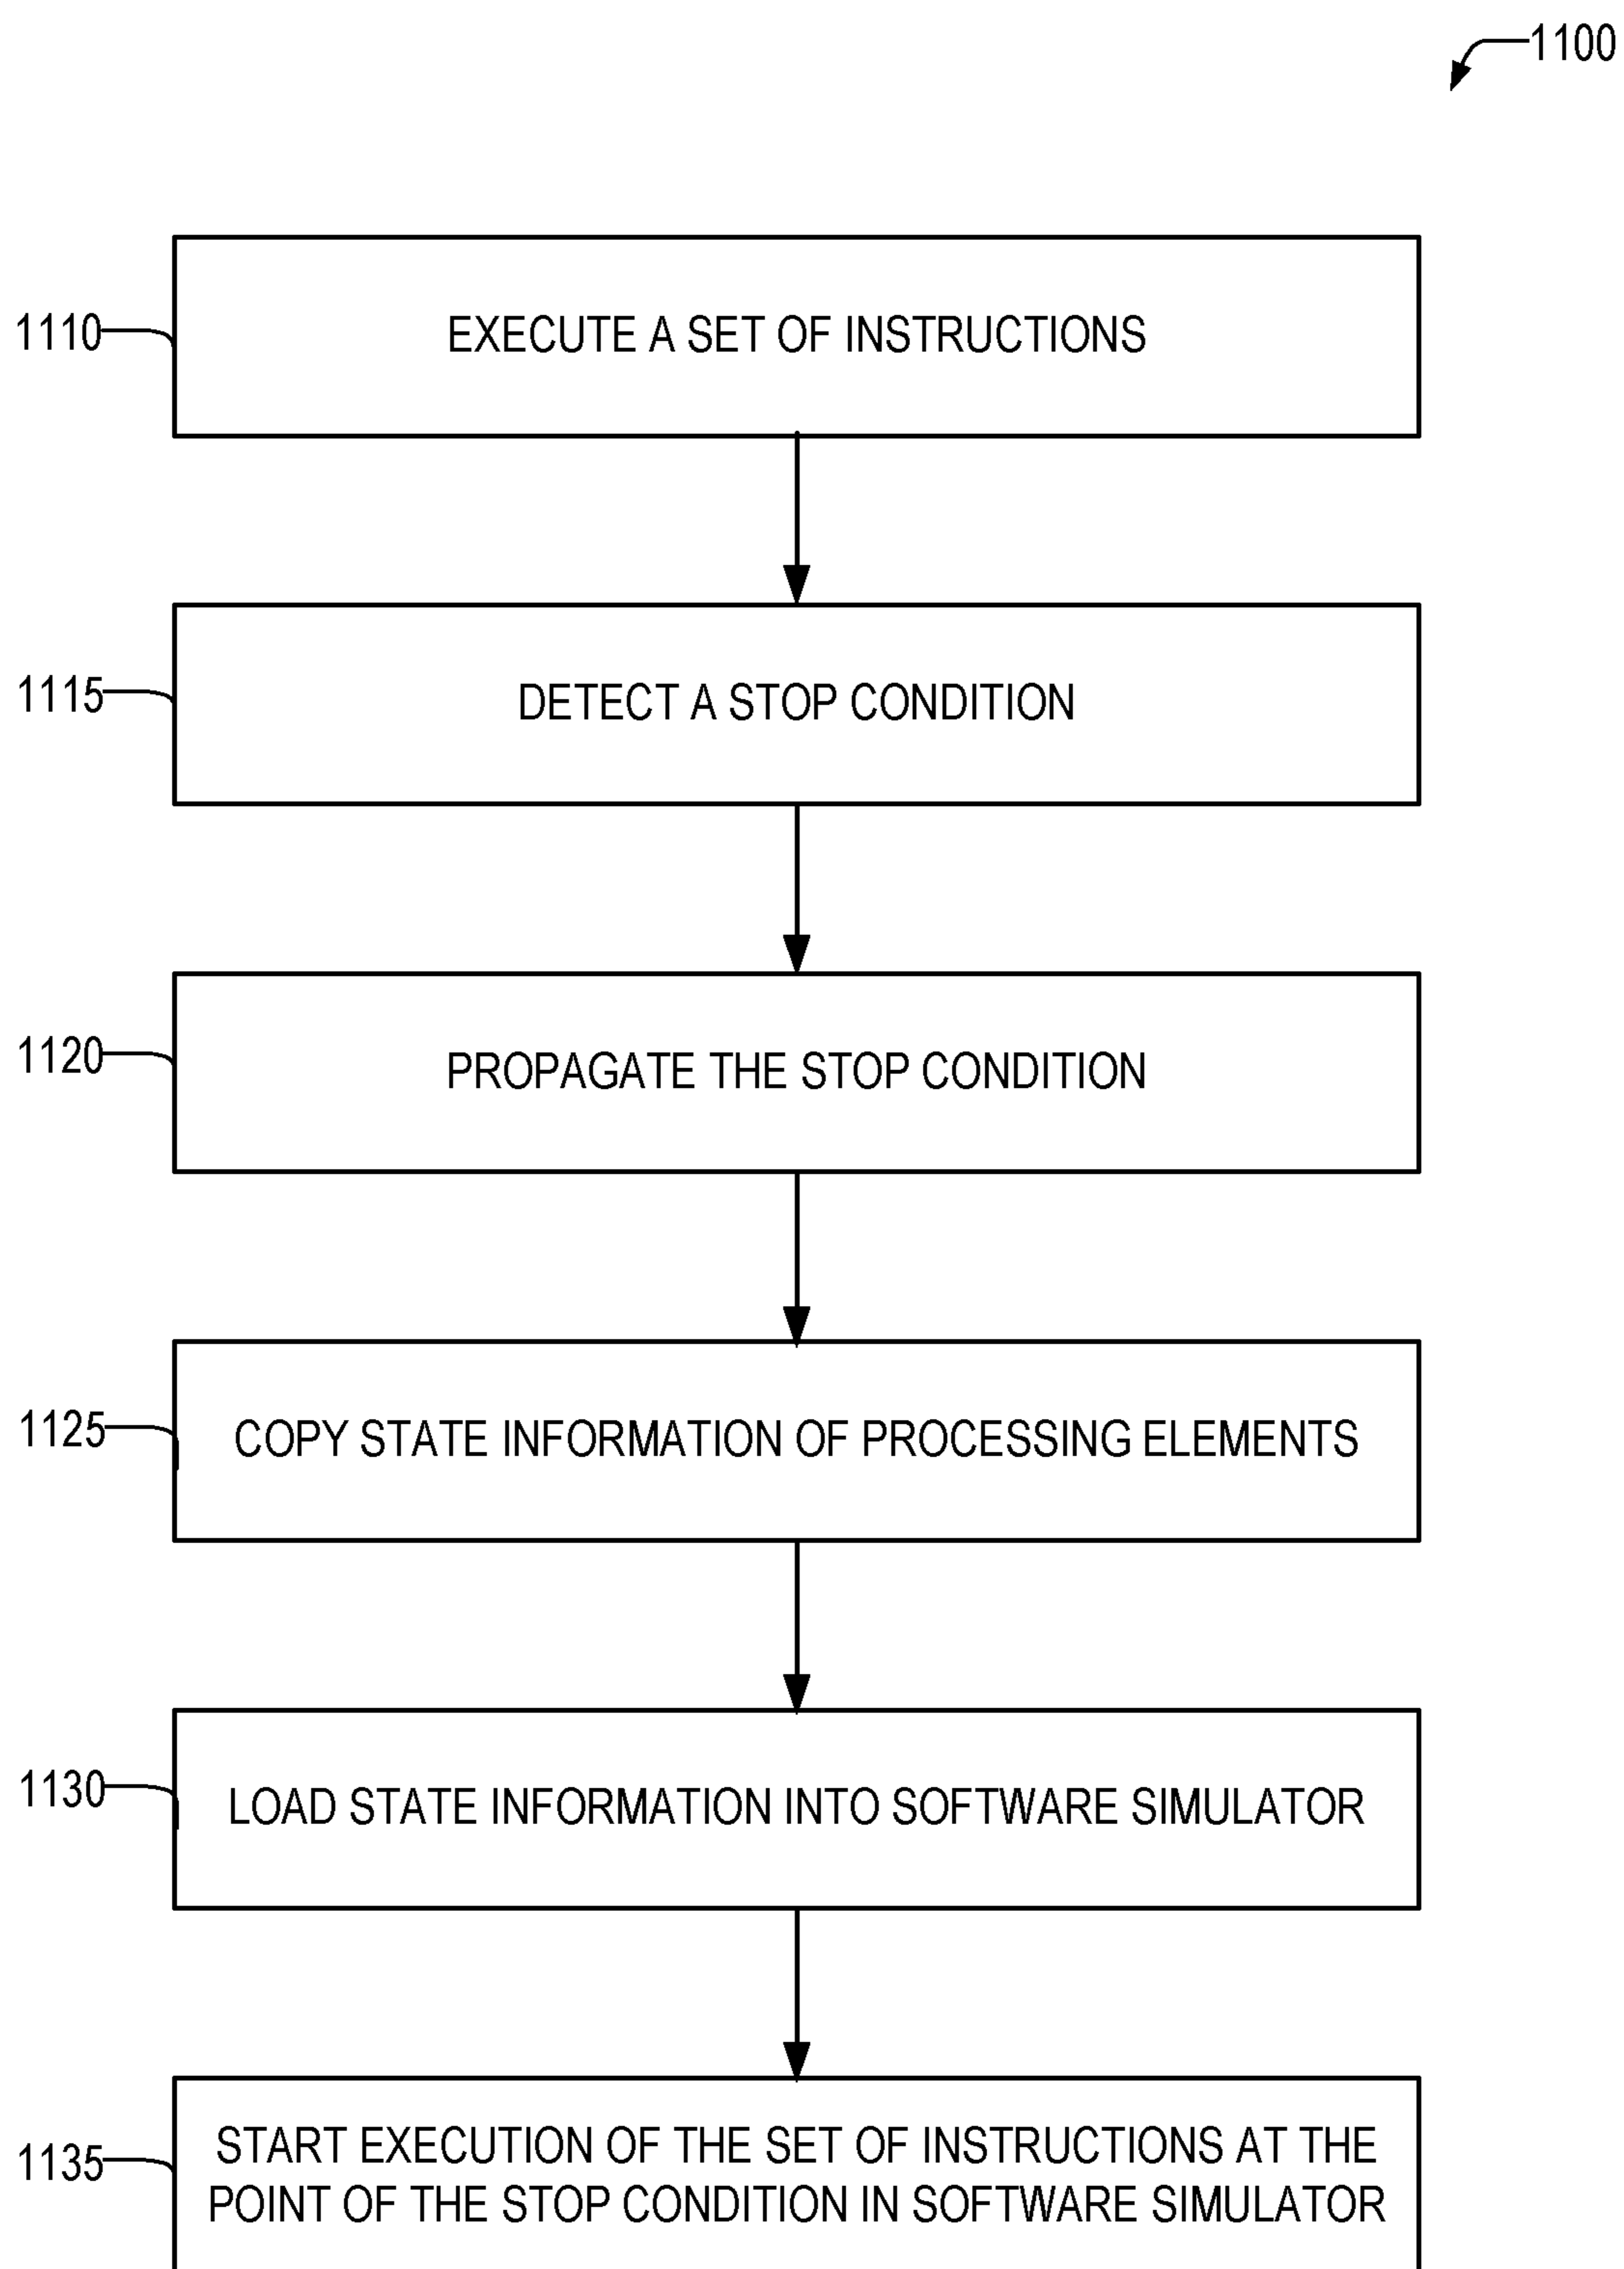 1100
1110
EXECUTE A SET OF INSTRUCTIONS
1115
DETECT A STOP CONDITION
1120
PROPAGATE THE STOP CONDITION
1125
COPY STATE INFORMATION OF PROCESSING ELEMENTS
1130
LOAD STATE INFORMATION INTO SOFTWARE SIMULATOR
1135
START EXECUTION OF THE SET OF INSTRUCTIONS AT THE
POINT OF THE STOP CONDITION IN SOFTWARE SIMULATOR